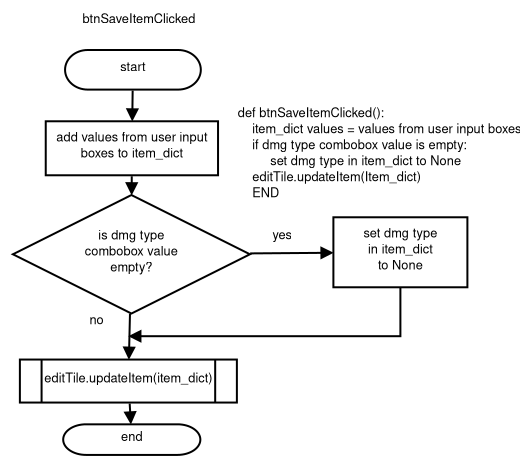 btnSaveItemClicked
start
def btnSaveItemClicked():
item_dict values = values from user input boxes
if dmg type combobox value is empty:
set dmg type in item_dict to None
editTile.updateItem(Item_dict)
END
add values from user input
boxes to item_dict
is dmg type
combobox value
empty?
yes
set dmg type
in item_dict
to None
no
editTile.updateItem(item_dict)
end